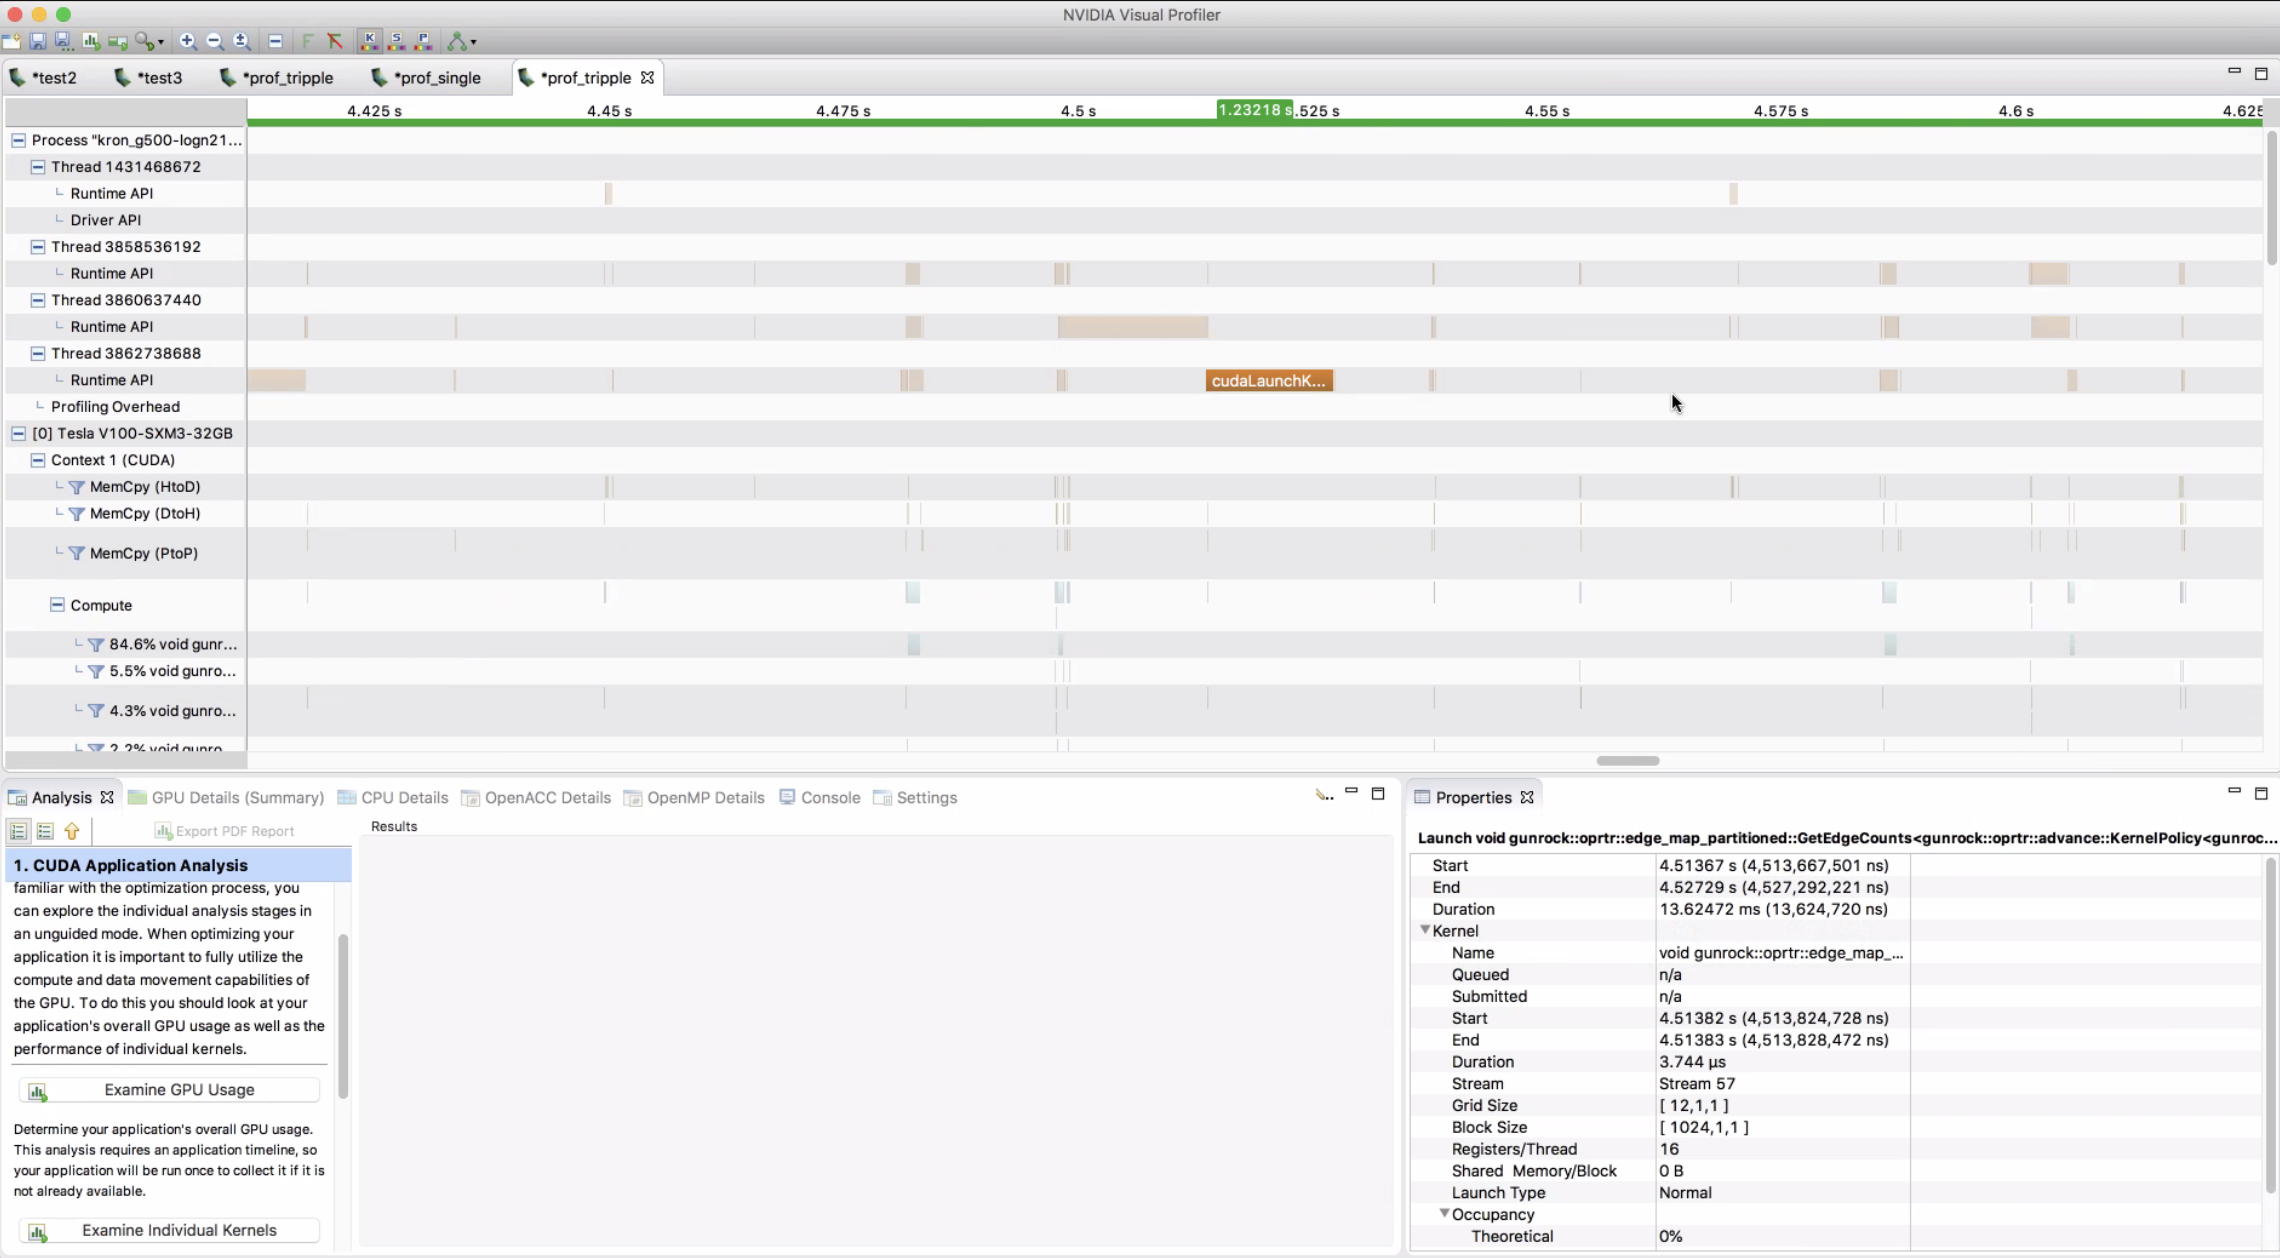 NVIDIA Visual Profiler
*test2
*test3
*prof_tripple
*prof_single
*prof_tripple
4.425 s
4.45 s
4.475 s
4.5 s
1.23218 s
.525 s
4.55 s
4.575 s
4.6 s
4.625
Process "kron_g500-logn21...
Thread 1431468672
Runtime API
Driver API
Thread 3858536192
Runtime API
Thread 3860637440
Runtime API
Thread 3862738688
Runtime API
cudaLaunchK...
Profiling Overhead
[0] Tesla V100-SXM3-32GB
Context 1 (CUDA)
MemCpy (HtoD)
MemCpy (DtoH)
MemCpy (PtoP)
Compute
84.6% void gunr...
5.5% void gunro...
4.3% void gunro...
2.2% void gunro
Analysis
GPU Details (Summary)
CPU Details
OpenACC Details
OpenMP Details
Console
Settings
Export PDF Report
1. CUDA Application Analysis
familiar with the optimization process, you
can explore the individual analysis stages in
an unguided mode. When optimizing your
application it is important to fully utilize the
compute and data movement capabilities of
the GPU. To do this you should look at your
application's overall GPU usage as well as the
performance of individual kernels.
Examine GPU Usage
Determine your application's overall GPU usage.
This analysis requires an application timeline, so
your application will be run once to collect it if it is
not already available.
Examine Individual Kernels
Results
Properties
Launch void gunrock::oprtr::edge_map_partitioned::GetEdgeCounts<gunrock::oprtr::advance::KernelPolicy<gunroc...
Start 4.51367 s (4,513,667,501 ns)
End 4.52729 s (4,527,292,221 ns)
Duration 13.62472 ms (13,624,720 ns)
Kernel
Name void gunrock::oprtr::edge_map_...
Queued n/a
Submitted n/a
Start 4.51382 s (4,513,824,728 ns)
End 4.51383 s (4,513,828,472 ns)
Duration 3.744 µs
Stream Stream 57
Grid Size [ 12,1,1 ]
Block Size [ 1024,1,1 ]
Registers/Thread 16
Shared Memory/Block 0 B
Launch Type Normal
Occupancy
Theoretical 0%